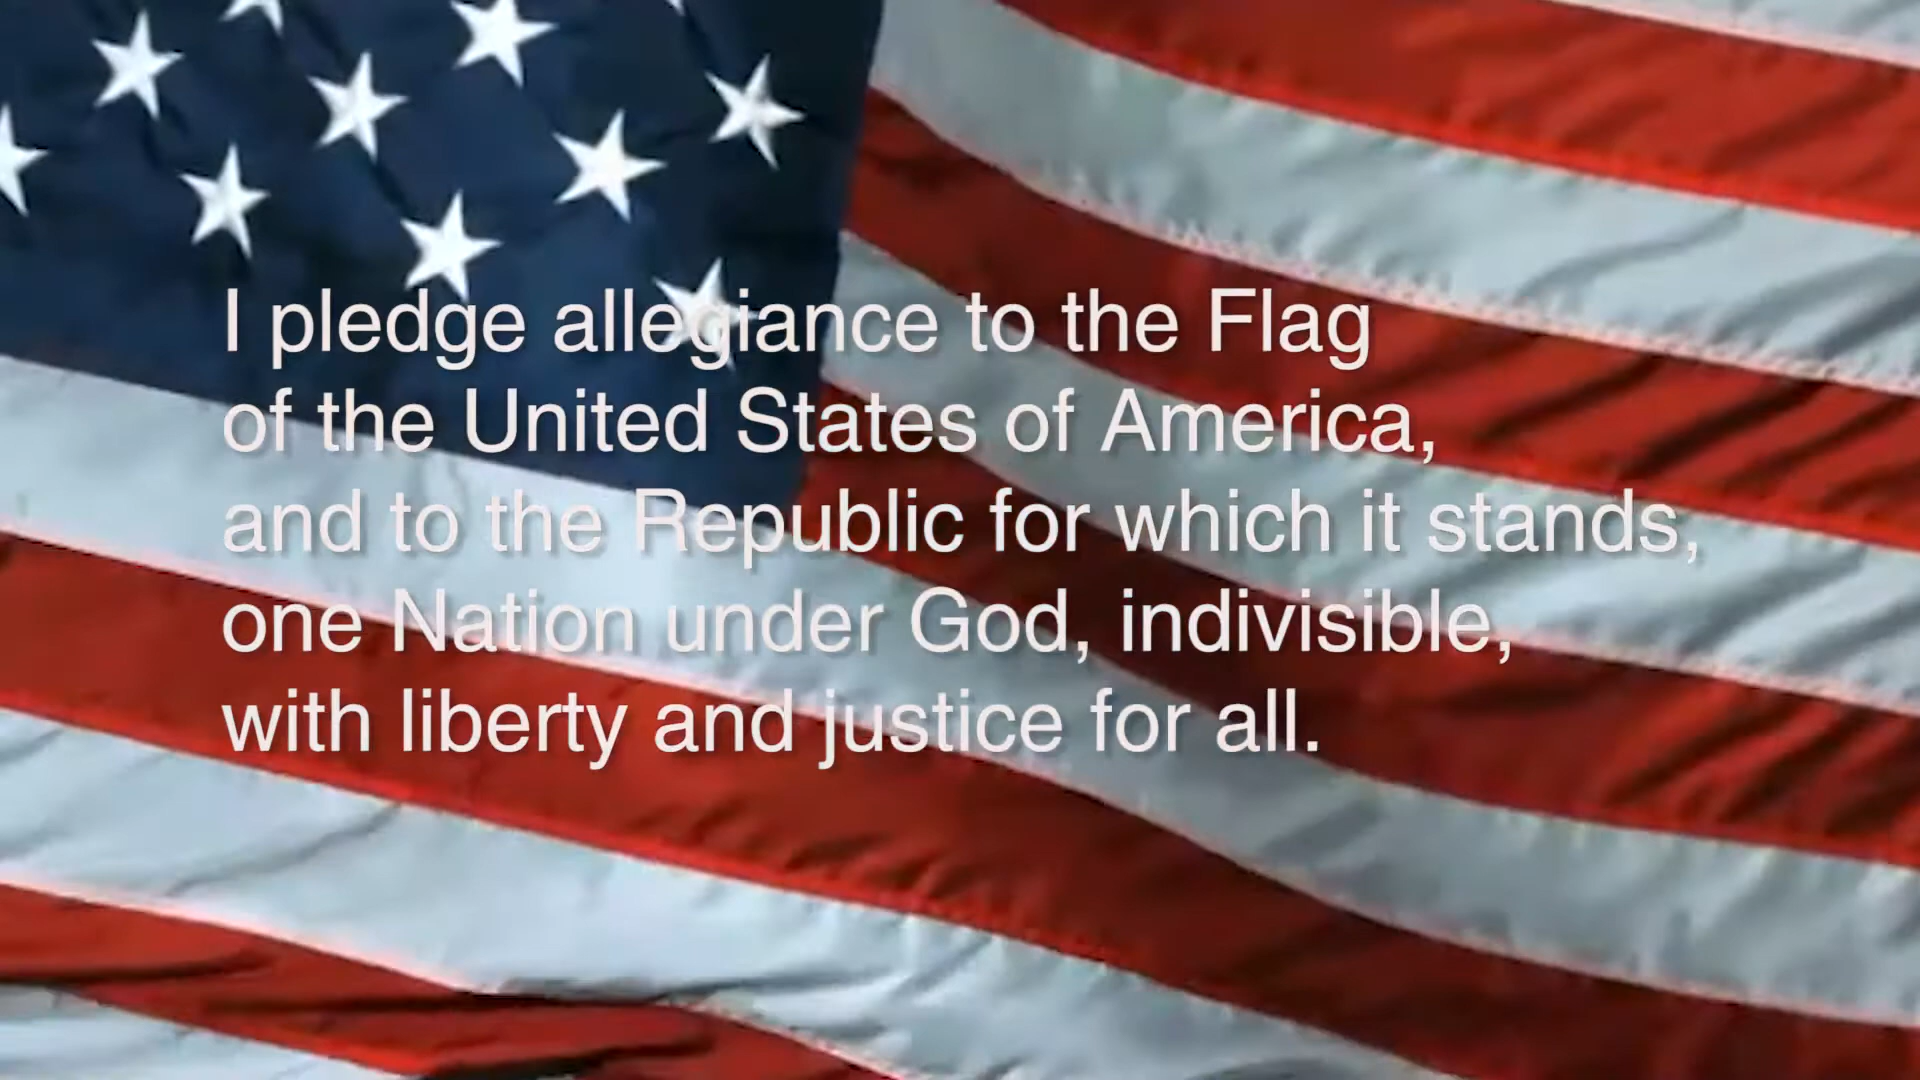 I pledge allegiance to the Flag
of the United States of America,
and to the Republic for which it stands,
one Nation under God, indivisible,
with liberty and justice for all.